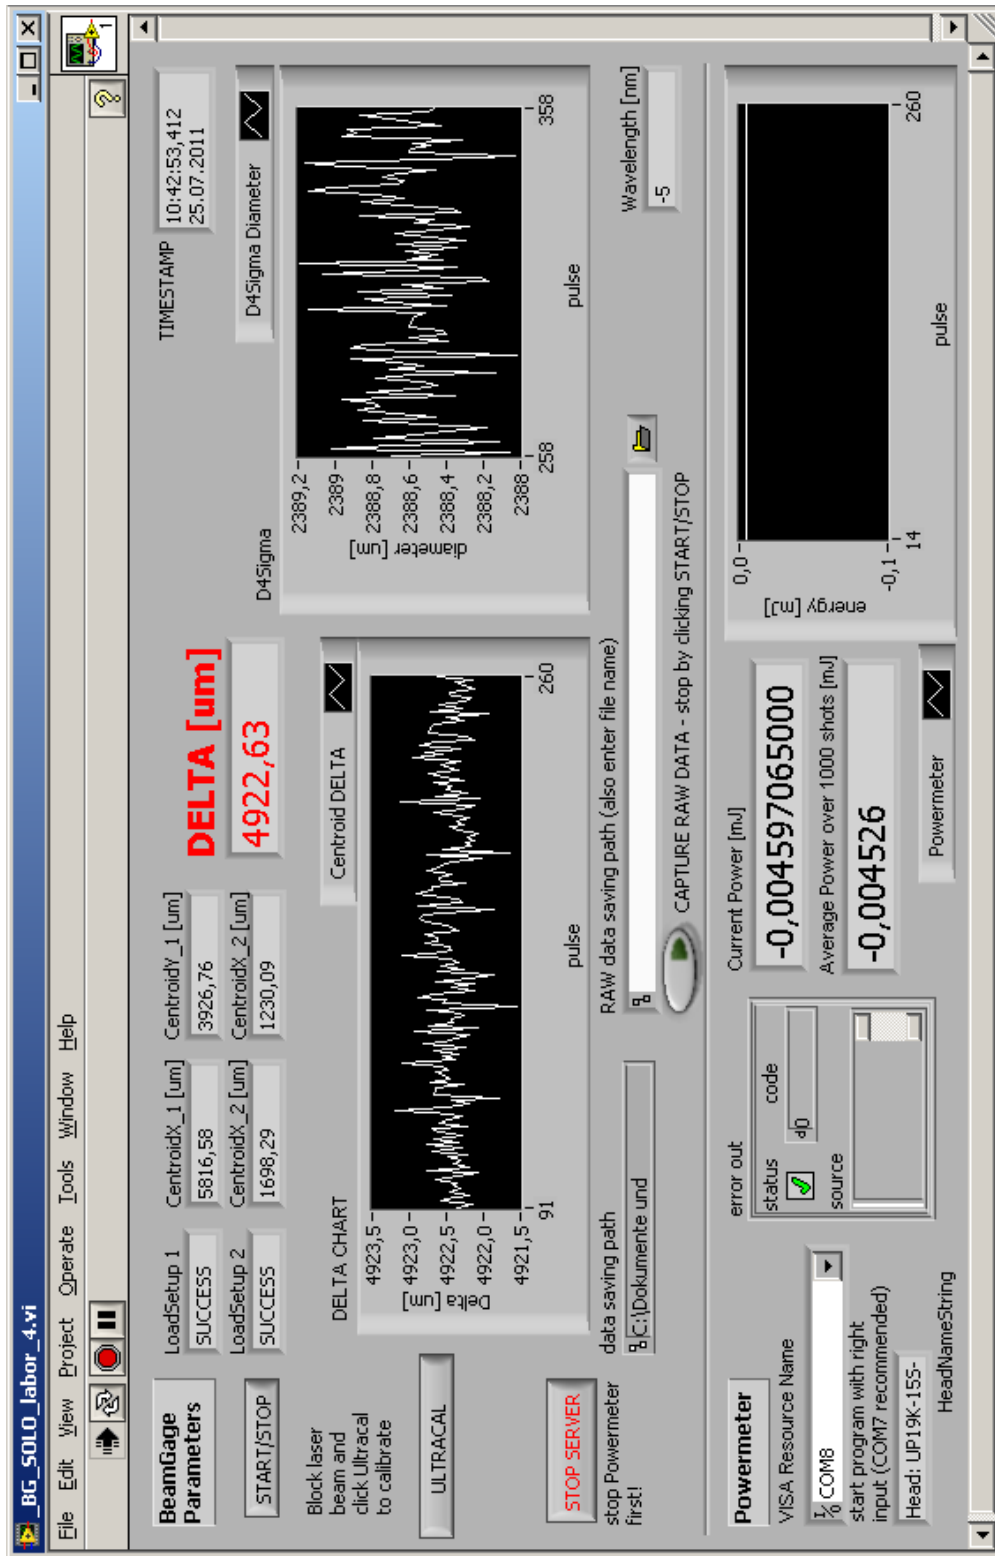 _BG_SOLO_labor_4.vi
File Edit View Project Operate Tools Window Help
1
BeamGage
Parameters
START/STOP
Block laser
beam and
click Ultracal
to calibrate
ULTRACAL
STOP SERVER
stop Powermeter
first!
LoadSetup 1
SUCCESS
LoadSetup 2
SUCCESS
CentroidX_1 [um]
5816,58
CentroidX_2 [um]
1698,29
CentroidY_1 [um]
3926,76
CentroidX_2 [um]
1230,09
DELTA [um]
4922,63
TIMESTAMP
10:42:53,412
25.07.2011
DELTA CHART
Centroid DELTA
4923,5
4923,0
4922,5
4922,0
4921,5
Delta [um]
91
260
pulse
D4Sigma
D4Sigma Diameter
2389,2
2389
2388,8
2388,6
2388,4
2388,2
2388
diameter [um]
258
358
pulse
data saving path
C:\Dokumente und
RAW data saving path (also enter file name)
CAPTURE RAW DATA - stop by clicking START/STOP
Wavelength [nm]
-5
Powermeter
VISA Resource Name
COM8
start program with right
input (COM7 recommended)
Head: UP19K-15S-
HeadNameString
error out
status
code
d0
source
Current Power [mJ]
-0,004597065000
Average Power over 1000 shots [mJ]
-0,004526
Powermeter
0,0
-0,1
energy [mJ]
14
260
pulse